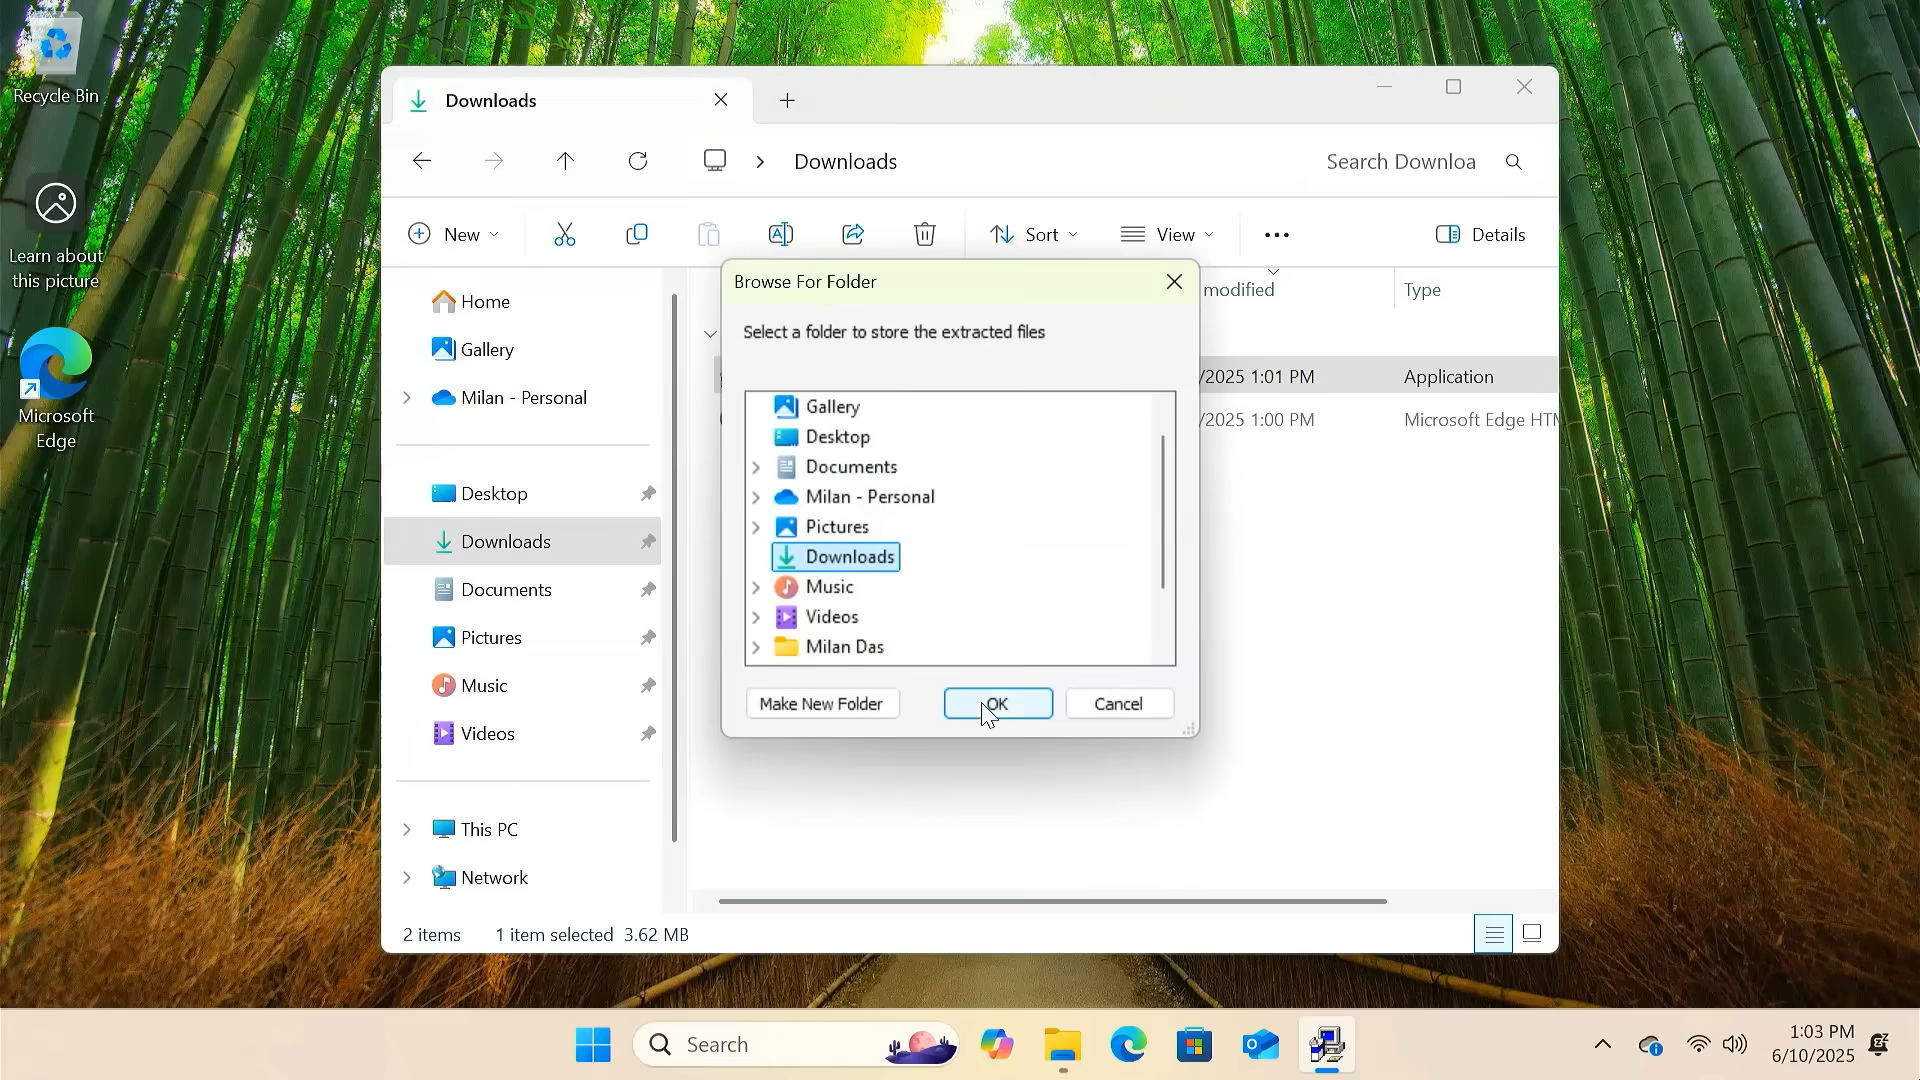 Recycle Bin
Learn about
this picture
Microsoft
Edge
Downloads
Downloads
Search Downloa
New
Sort
View
Details
Home
Gallery
Milan - Personal
Desktop
Downloads
Documents
Pictures
Music
Videos
This PC
Network
modified
Type
/2025 1:01 PM
Application
/2025 1:00 PM
Microsoft Edge HTM
Browse For Folder
Select a folder to store the extracted files
Gallery
Desktop
Documents
Milan - Personal
Pictures
Downloads
Music
Videos
Milan Das
Make New Folder
OK
Cancel
2 items
1 item selected 3.62 MB
Search
1:03 PM
6/10/2025